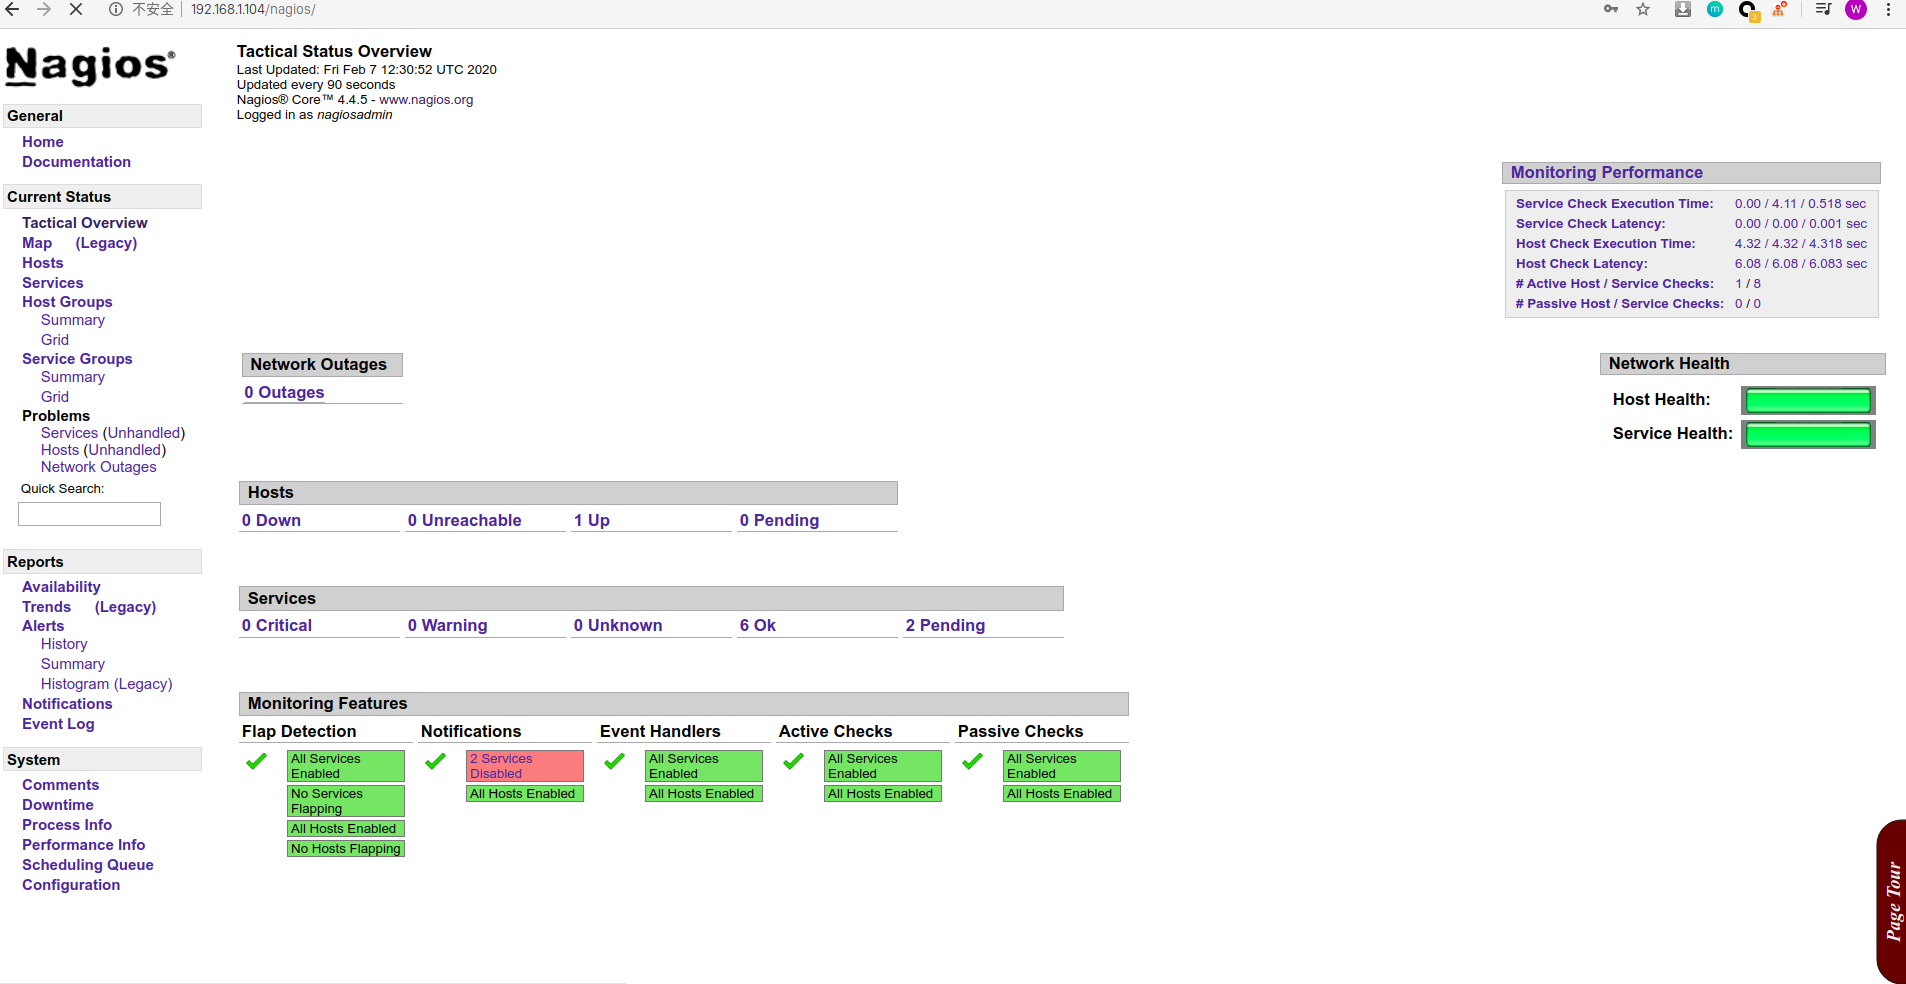 不安全 192.168.1.104/nagios/
m
3
W
Nagios®
General
Home
Documentation
Current Status
Tactical Overview
Map (Legacy)
Hosts
Services
Host Groups
Summary
Grid
Service Groups
Summary
Grid
Problems
Services (Unhandled)
Hosts (Unhandled)
Network Outages
Quick Search:
Reports
Availability
Trends (Legacy)
Alerts
History
Summary
Histogram (Legacy)
Notifications
Event Log
System
Comments
Downtime
Process Info
Performance Info
Scheduling Queue
Configuration
Tactical Status Overview
Last Updated: Fri Feb 7 12:30:52 UTC 2020
Updated every 90 seconds
Nagios® Core™ 4.4.5 - www.nagios.org
Logged in as nagiosadmin
Monitoring Performance
Service Check Execution Time: 0.00 / 4.11 / 0.518 sec
Service Check Latency: 0.00 / 0.00 / 0.001 sec
Host Check Execution Time: 4.32 / 4.32 / 4.318 sec
Host Check Latency: 6.08 / 6.08 / 6.083 sec
# Active Host / Service Checks: 1 / 8
# Passive Host / Service Checks: 0 / 0
Network Outages
0 Outages
Network Health
Host Health:
Service Health:
Hosts
0 Down 0 Unreachable 1 Up 0 Pending
Services
0 Critical 0 Warning 0 Unknown 6 Ok 2 Pending
Monitoring Features
Flap Detection Notifications Event Handlers Active Checks Passive Checks
All Services
Enabled
No Services
Flapping
All Hosts Enabled
No Hosts Flapping
2 Services
Disabled
All Hosts Enabled
All Services
Enabled
All Hosts Enabled
All Services
Enabled
All Hosts Enabled
All Services
Enabled
All Hosts Enabled
Page Tour